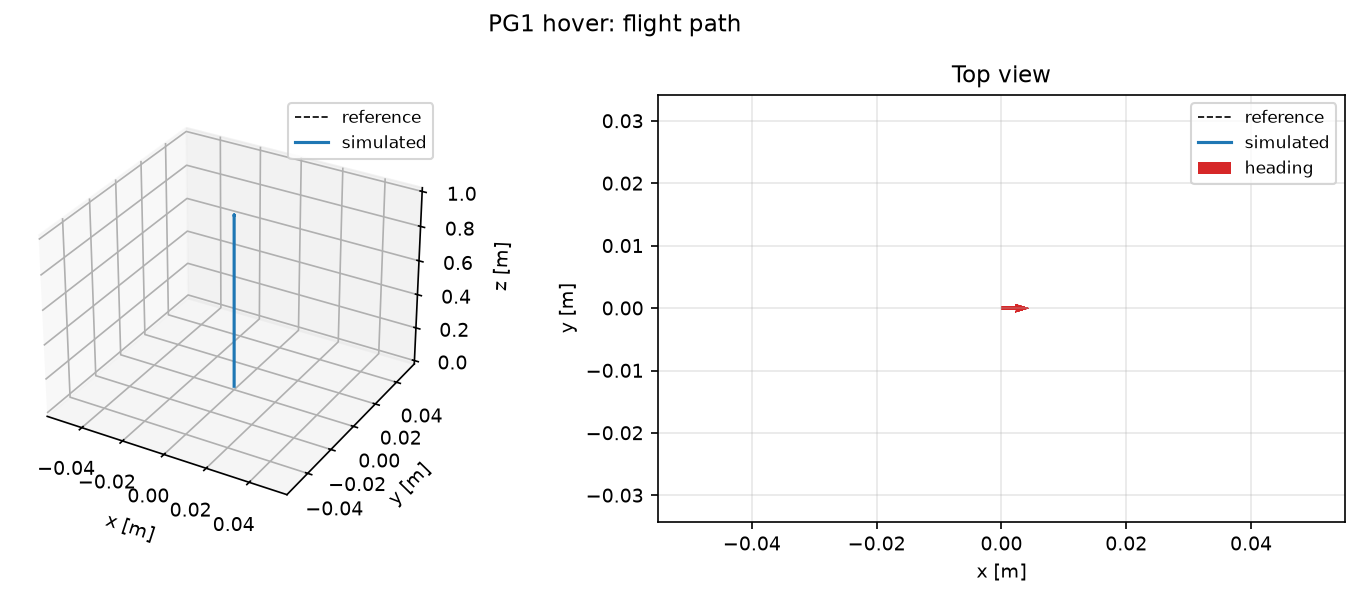 PG1 hover: flight path
reference
simulated
1.0
0.8
0.6
0.4
0.2
0.0
z [m]
0.04
0.02
0.00
−0.02
−0.04
y [m]
−0.04
−0.02
0.00
0.02
0.04
x [m]
Top view
reference
simulated
heading
0.03
0.02
0.01
0.00
−0.01
−0.02
−0.03
y [m]
−0.04
−0.02
0.00
0.02
0.04
x [m]